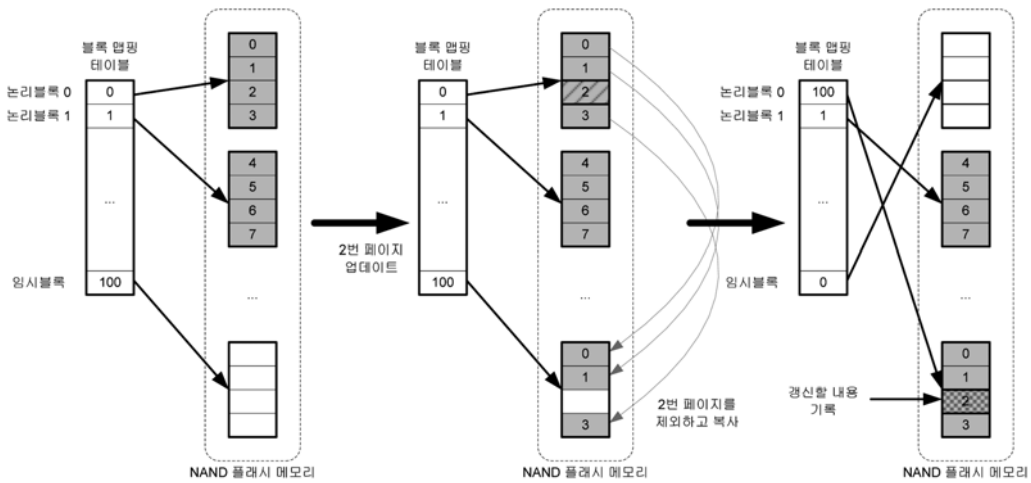 블록 맵핑
테이블
논리블록 0
논리블록 1
임시블록
0
1
...
100
0
1
2
3
4
5
6
7
...
NAND 플래시 메모리
2번 페이지
업데이트
블록 맵핑
테이블
0
1
...
100
0
1
2
3
4
5
6
7
...
0
1
3
2번 페이지를
제외하고 복사
NAND 플래시 메모리
블록 맵핑
테이블
논리블록 0
논리블록 1
임시블록
100
1
...
0
4
5
6
7
...
0
1
2
3
갱신할 내용
기록
NAND 플래시 메모리